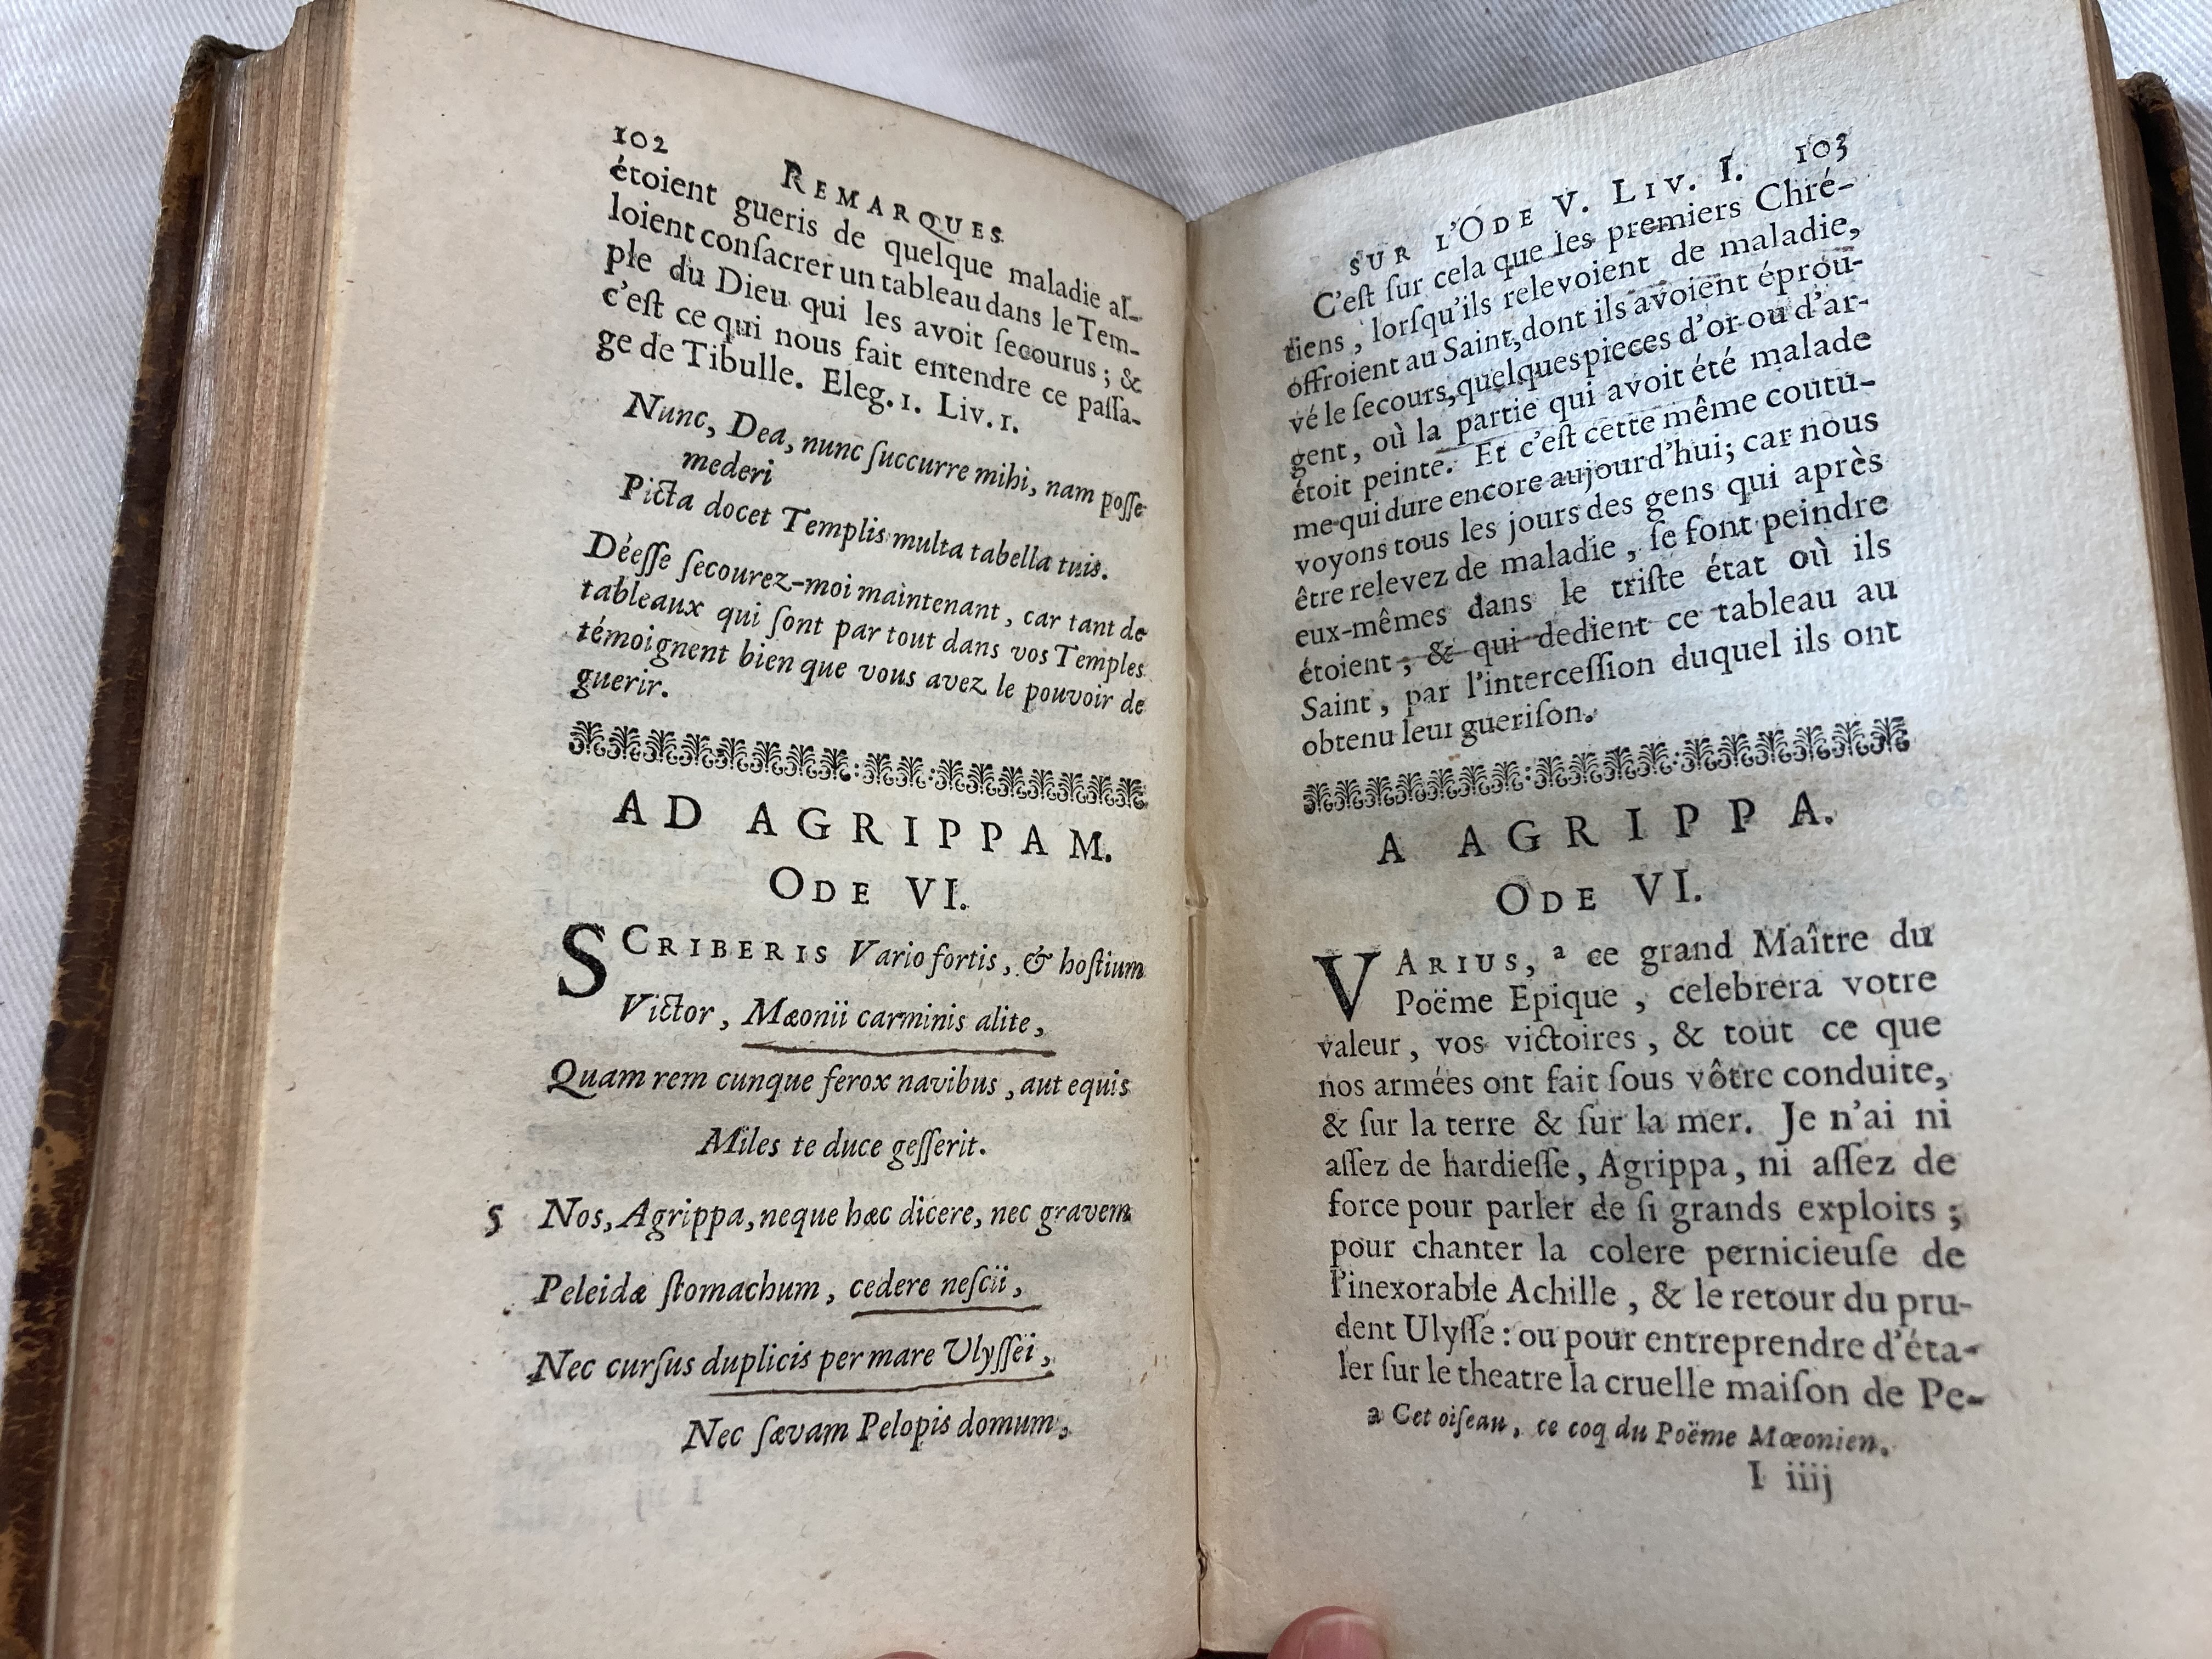 102
REMARQUES
étoient gueris de quelque maladie al-
loient conſacrer un tableau dans le Tem-
ple du Dieu qui les avoit ſecourus ; &
c'eſt ce qui nous fait entendre ce paſſa-
ge de Tibulle. Eleg. 1. Liv. 1.
Nunc, Dea, nunc ſuccurre mihi, nam poſſe
mederi
Picta docet Templis multa tabella tuis.
Déeſſe ſecourez-moi maintenant, car tant de
tableaux qui ſont par tout dans vos Temples
témoignent bien que vous avez le pouvoir de
guerir.
AD AGRIPPAM.
ODE VI.
SCRIBERIS Vario fortis, & hoſtium
Victor, Mæonii carminis alite,
Quam rem cunque ferox navibus, aut equis
Miles te duce geſſerit.
5 Nos, Agrippa, neque hæc dicere, nec gravem
Peleidæ ſtomachum, cedere neſcii,
Nec curſus duplicis per mare Ulyſſeï,
Nec ſævam Pelopis domum,
SUR L'ODE V. LIV. I. 103
C'eſt ſur cela que les premiers Chré-
tiens, lorſqu'ils relevoient de maladie,
offroient au Saint, dont ils avoient éprou-
vé le ſecours, quelques pieces d'or ou d'ar-
gent, où la partie qui avoit été malade
étoit peinte. Et c'eſt cette même coutu-
me qui dure encore aujourd'hui; car nous
voyons tous les jours des gens qui après
être relevez de maladie, ſe font peindre
eux-mêmes dans le triſte état où ils
étoient, & qui dedient ce tableau au
Saint, par l'interceſſion duquel ils ont
obtenu leur gueriſon.
A AGRIPPA.
ODE VI.
VARIUS, a ce grand Maître du
Poëme Epique, celebrera votre
valeur, vos victoires, & tout ce que
nos armées ont fait ſous vôtre conduite,
& ſur la terre & ſur la mer. Je n'ai ni
aſſez de hardieſſe, Agrippa, ni aſſez de
force pour parler de ſi grands exploits ;
pour chanter la colere pernicieuſe de
l'inexorable Achille, & le retour du pru-
dent Ulyſſe : ou pour entreprendre d'éta-
ler ſur le theatre la cruelle maiſon de Pe-
a Cet oiſeau, ce coq du Poëme Mœonien.
I iiij